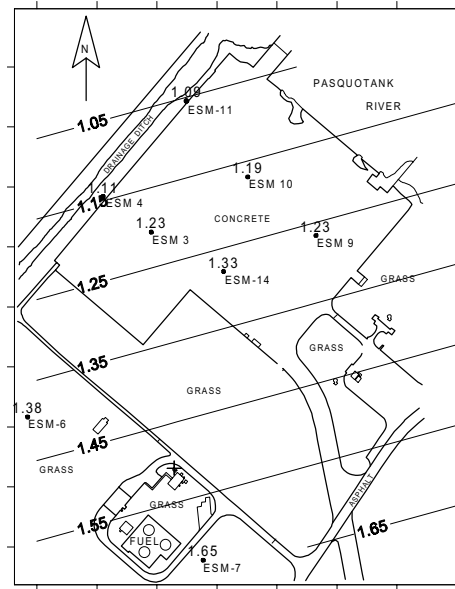 N
PASQUOTANK
RIVER
1.09
ESM-11
1.05
DRAINAGE DITCH
1.19
ESM 10
1.11
ESM 4
1.15
CONCRETE
1.23
ESM 3
1.23
ESM 9
1.33
ESM-14
1.25
GRASS
GRASS
1.35
GRASS
1.38
ESM-6
1.45
GRASS
ASPHALT
GRASS
1.55
1.65
FUEL
1.65
ESM-7